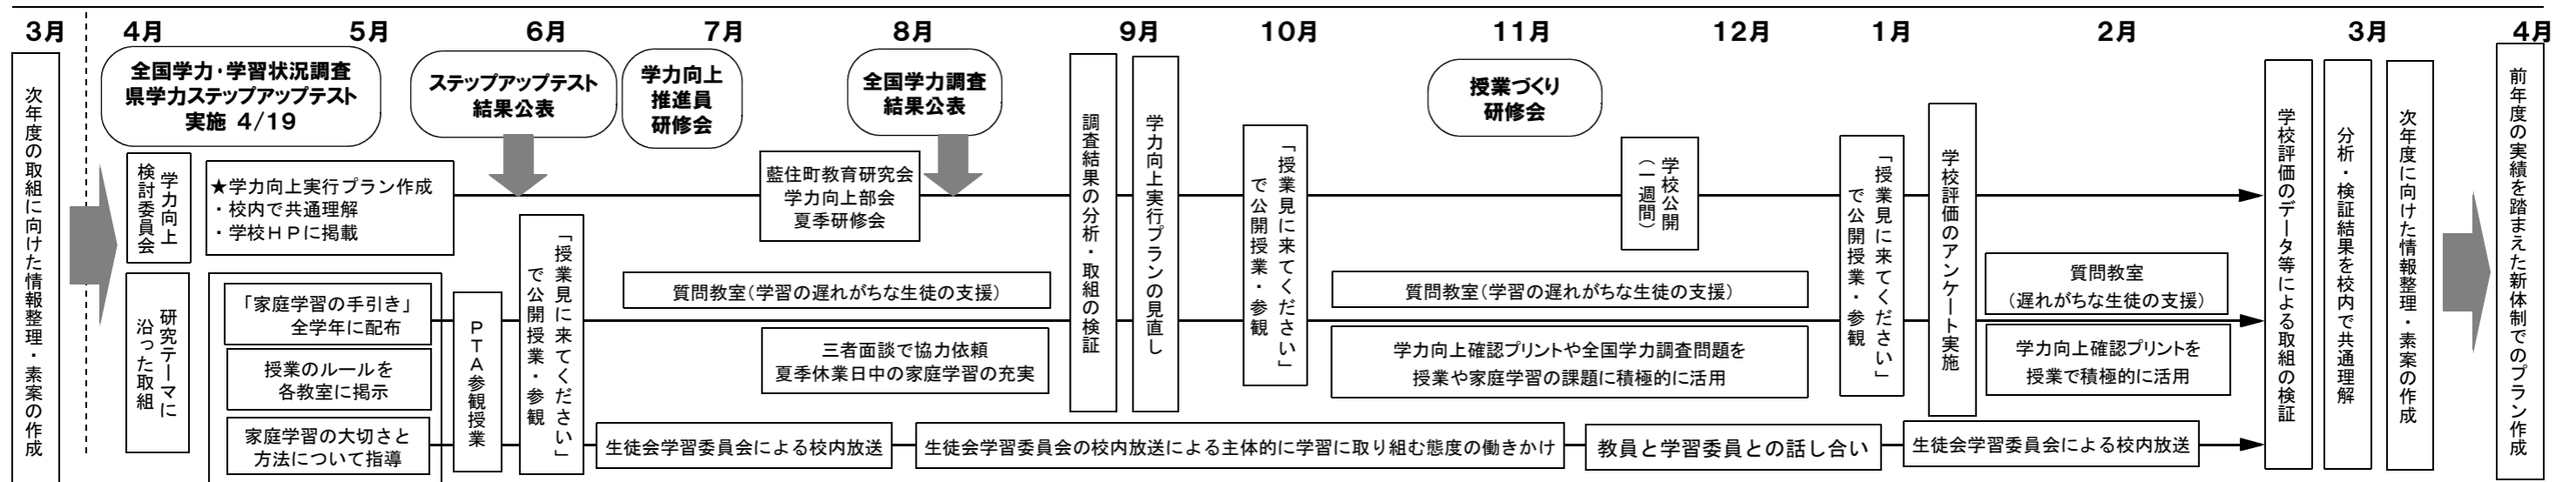 3月
4月
5月
6月
7月
8月
9月
10月
11月
12月
1月
2月
3月
4月
次年度の取組に向けた情報整理・素案の作成
全国学力・学習状況調査
県学力ステップアップテスト
実施 4/19
ステップアップテスト
結果公表
学力向上
推進員
研修会
全国学力調査
結果公表
授業づくり
研修会
学力向上
検討委員会
★学力向上実行プラン作成
・校内で共通理解
・学校HPに掲載
藍住町教育研究会
学力向上部会
夏季研修会
研究テーマに
沿った取組
「家庭学習の手引き」
全学年に配布
授業のルールを
各教室に掲示
家庭学習の大切さと
方法について指導
PTA参観授業
「授業見に来てください」
で公開授業・参観
質問教室(学習の遅れがちな生徒の支援)
三者面談で協力依頼
夏季休業日中の家庭学習の充実
生徒会学習委員会による校内放送
調査結果の分析・取組の検証
学力向上実行プランの見直し
「授業見に来てください」
で公開授業・参観
学校公開
(一週間)
質問教室(学習の遅れがちな生徒の支援)
学力向上確認プリントや全国学力調査問題を
授業や家庭学習の課題に積極的に活用
生徒会学習委員会の校内放送による主体的に学習に取り組む態度の働きかけ
教員と学習委員との話し合い
「授業見に来てください」
で公開授業・参観
学校評価のアンケート実施
質問教室
(遅れがちな生徒の支援)
学力向上確認プリントを
授業で積極的に活用
生徒会学習委員会による校内放送
学校評価のデータ等による取組の検証
分析・検証結果を校内で共通理解
次年度に向けた情報整理・素案の作成
前年度の実績を踏まえた新体制でのプラン作成